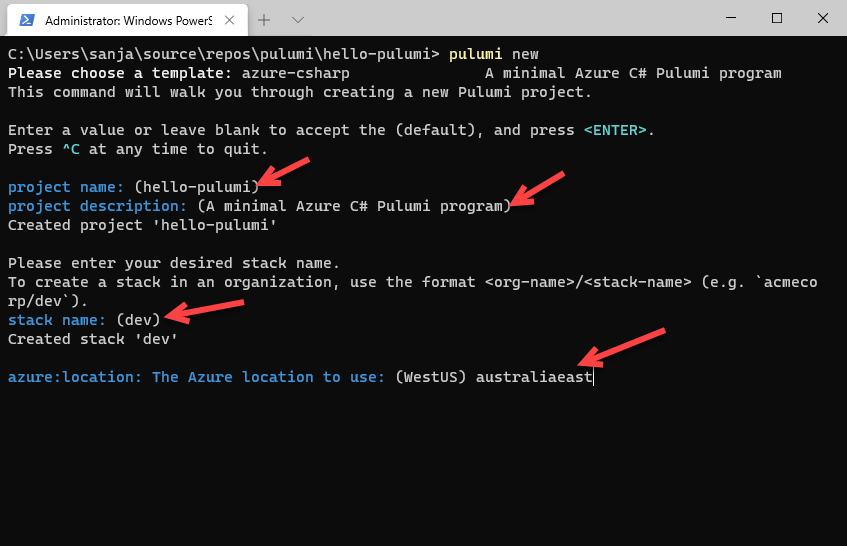 Administrator: Windows PowerS
C:\Users\sanja\source\repos\pulumi\hello-pulumi> pulumi new
Please choose a template: azure-csharp                A minimal Azure C# Pulumi program
This command will walk you through creating a new Pulumi project.
Enter a value or leave blank to accept the (default), and press <ENTER>.
Press ^C at any time to quit.
project name: (hello-pulumi)
project description: (A minimal Azure C# Pulumi program)
Created project 'hello-pulumi'
Please enter your desired stack name.
To create a stack in an organization, use the format <org-name>/<stack-name> (e.g. `acmeco
rp/dev`).
stack name: (dev)
Created stack 'dev'
azure:location: The Azure location to use: (WestUS) australiaeast